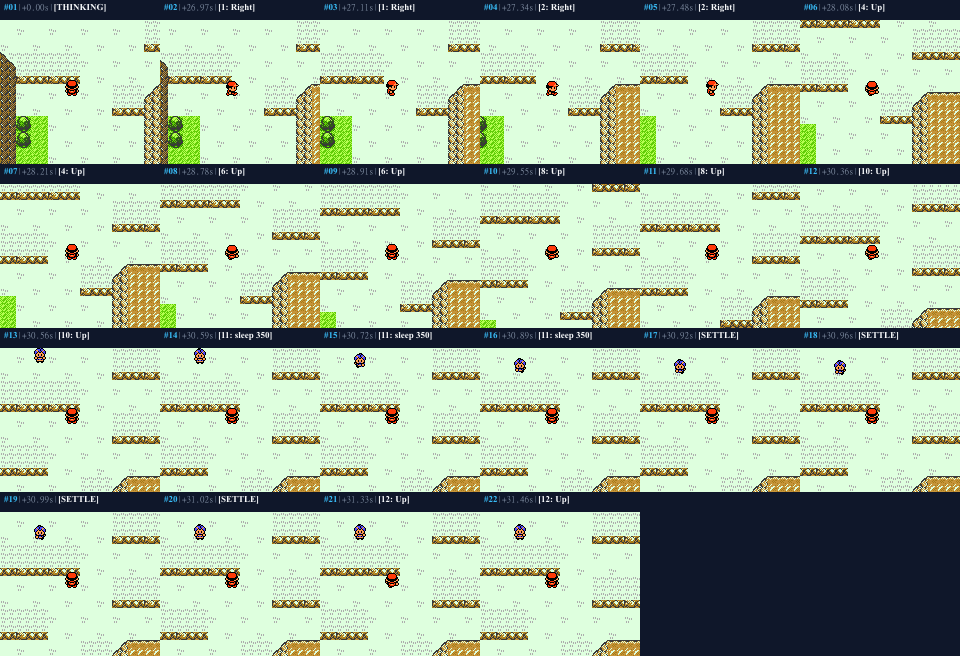 #01|+0.00s|[THINKING] #02|+26.97s|[1: Right] #03|+27.11s|[1: Right] #04|+27.34s|[2: Right] #05|+27.48s|[2: Right] #06|+28.08s|[4: Up]
#07|+28.21s|[4: Up] #08|+28.78s|[6: Up] #09|+28.91s|[6: Up] #10|+29.55s|[8: Up] #11|+29.68s|[8: Up] #12|+30.36s|[10: Up]
#13|+30.56s|[10: Up] #14|+30.59s|[11: sleep 350] #15|+30.72s|[11: sleep 350] #16|+30.89s|[11: sleep 350] #17|+30.92s|[SETTLE] #18|+30.96s|[SETTLE]
#19|+30.99s|[SETTLE] #20|+31.02s|[SETTLE] #21|+31.33s|[12: Up] #22|+31.46s|[12: Up]